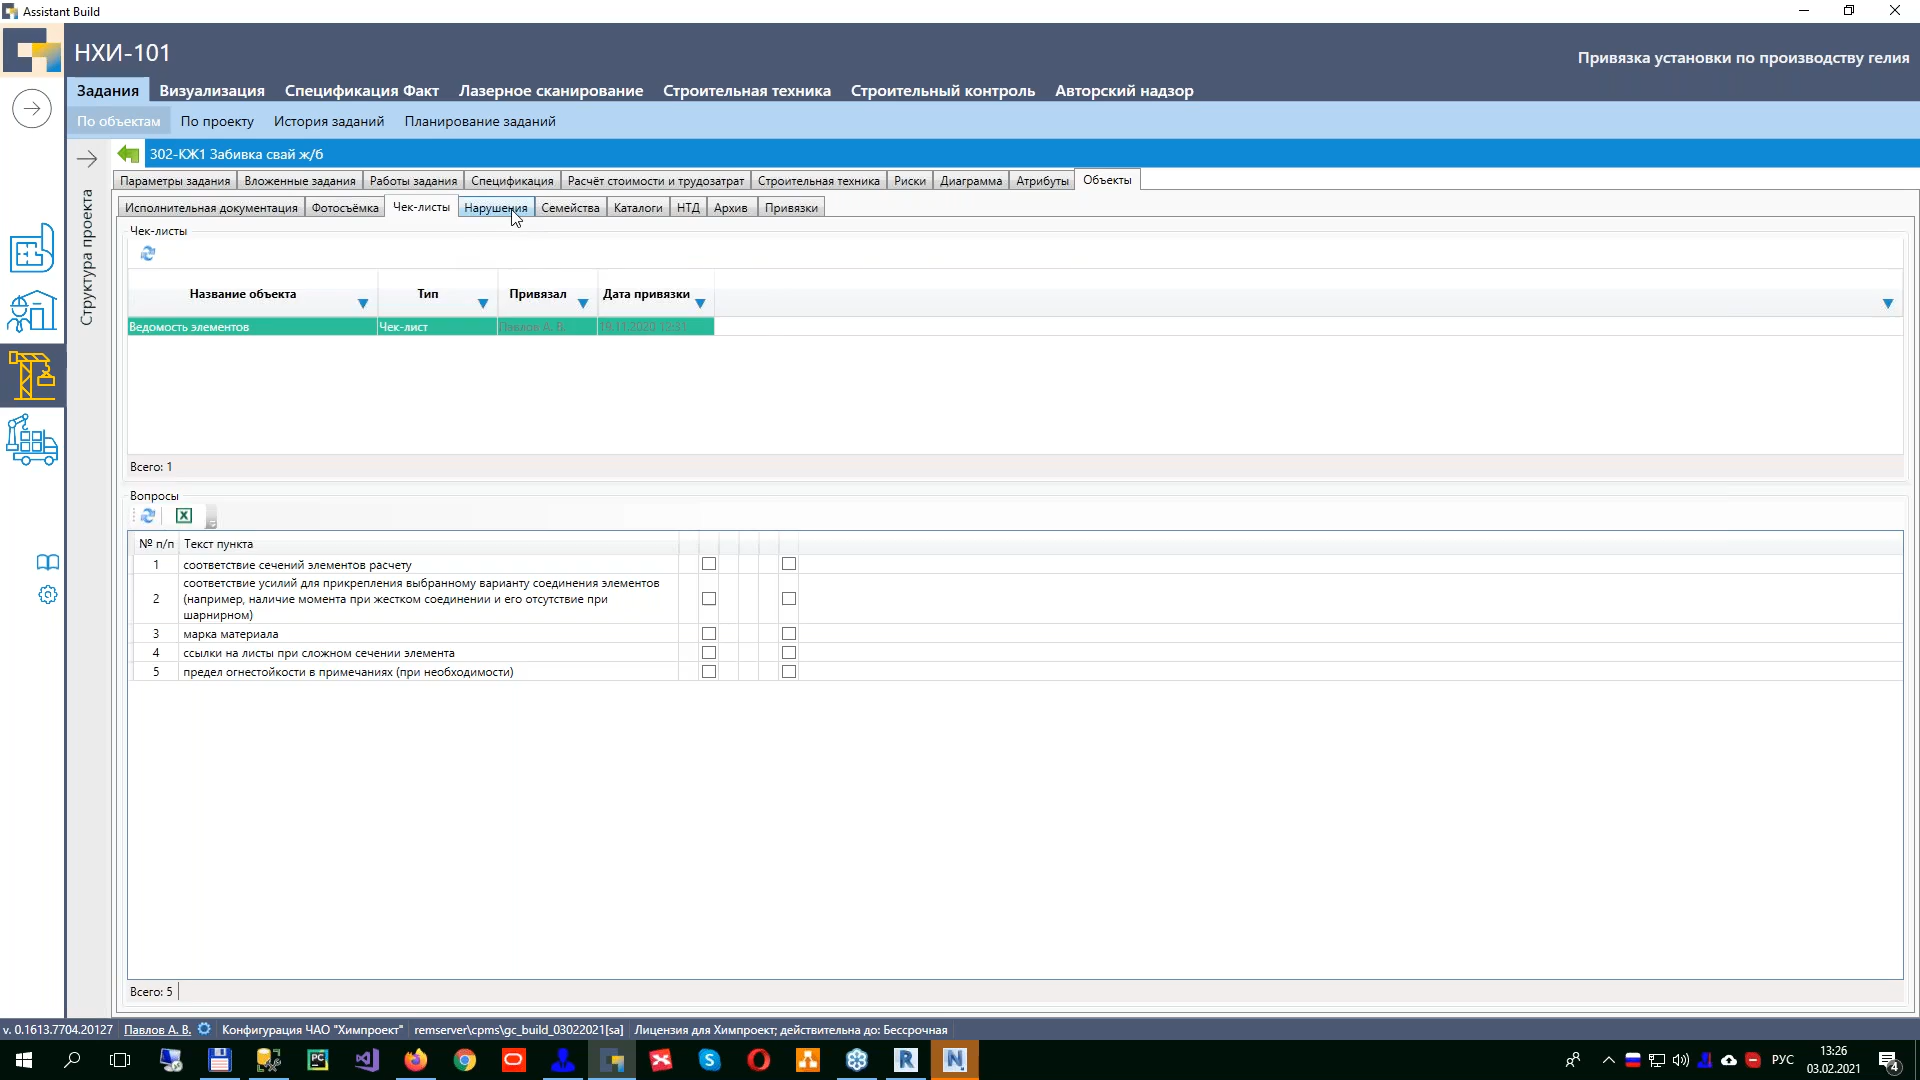 Assistant Build
НХИ-101
Привязка установки по производству гелия
Задания Визуализация Спецификация Факт Лазерное сканирование Строительная техника Строительный контроль Авторский надзор
По объектам По проекту История заданий Планирование заданий
302-КЖ1 Забивка свай ж/б
Структура проекта
Параметры задания Вложенные задания Работы задания Спецификация Расчёт стоимости и трудозатрат Строительная техника Риски Диаграмма Атрибуты Объекты
Исполнительная документация Фотосъёмка Чек-листы Нарушения Семейства Каталоги НТД Архив Привязки
Чек-листы
Название объекта Тип Привязал Дата привязки
Ведомость элементов Чек-лист Павлов А. В. 19.11.2020 12:31
Всего: 1
Вопросы
№ п/п Текст пункта
1 соответствие сечений элементов расчету
2 соответствие усилий для прикрепления выбранному варианту соединения элементов
(например, наличие момента при жестком соединении и его отсутствие при
шарнирном)
3 марка материала
4 ссылки на листы при сложном сечении элемента
5 предел огнестойкости в примечаниях (при необходимости)
Всего: 5
v. 0.1613.7704.20127 Павлов А. В. Конфигурация ЧАО "Химпроект" remserver\cpms\gc_build_03022021[sa] Лицензия для Химпроект; действительна до: Бессрочная
РУС 13:26
03.02.2021
4